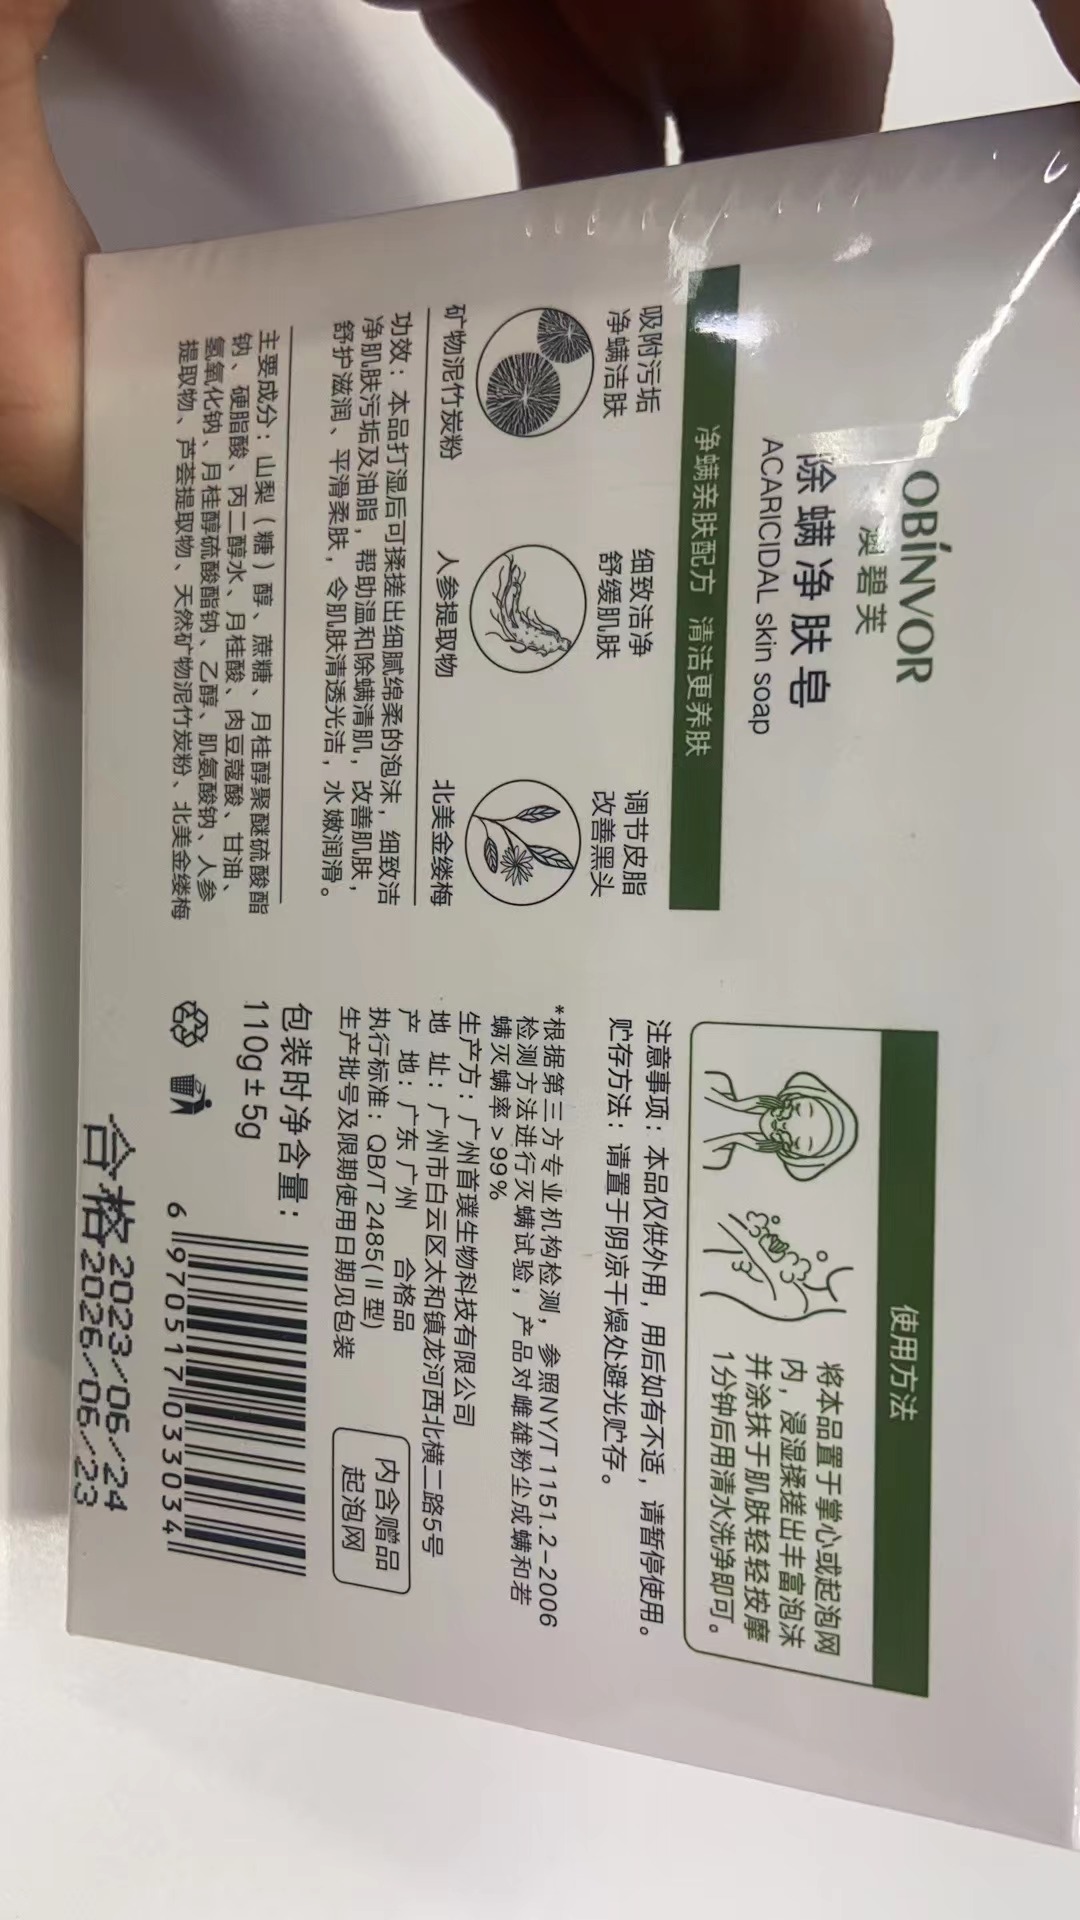 OBÍNVOR
澳碧芙
除螨净肤皂
ACARICIDAL skin soap
净螨亲肤配方 清洁更养肤
吸附污垢
净螨洁肤
细致洁净
舒缓肌肤
调节皮脂
改善黑头
矿物泥竹炭粉
人参提取物
北美金缕梅
功效：本品打湿后可揉搓出细腻绵柔的泡沫，细致洁
净肌肤污垢及油脂，帮助温和除螨清肌，改善肌肤，
舒护滋润、平滑柔肤，令肌肤清透光洁，水嫩润滑。
主要成分：山梨（糖）醇、蔗糖、月桂醇聚醚硫酸酯
钠、硬脂酸、丙二醇水、月桂酸、肉豆蔻酸、甘油、
氢氧化钠、月桂醇硫酸酯钠、乙醇、肌氨酸钠、人参
提取物、芦荟提取物、天然矿物泥竹炭粉、北美金缕梅
使用方法
将本品置于掌心或起泡网
内，浸湿揉搓出丰富泡沫
并涂抹于肌肤轻轻按摩
1分钟后用清水洗净即可。
注意事项：本品仅供外用，用后如有不适，请暂停使用。
贮存方法：请置于阴凉干燥处避光贮存。
*根据第三方专业机构检测，参照NY/T 1151.2-2006
检测方法进行灭螨试验，产品对雌雄粉尘成螨和若
螨灭螨率>99%
生产方：广州首璞生物科技有限公司
地 址：广州市白云区太和镇龙河西北横二路5号
产 地：广东 广州 合格品
执行标准：QB/T 2485(Ⅱ型)
生产批号及限期使用日期见包装
内含赠品
起泡网
包装时净含量：
110g±5g
6 970517 033034
合格2023/06/24
2026/06/23